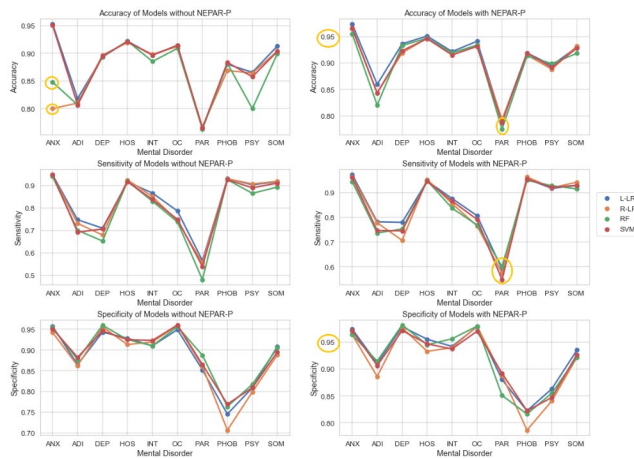 Accuracy of Models without NEPAR-P
Accuracy
0.95
0.90
0.85
0.80
ANX ADI DEP HOS INT OC PAR PHOB PSY SOM
Mental Disorder
Accuracy of Models with NEPAR-P
Accuracy
0.95
0.90
0.85
0.80
ANX ADI DEP HOS INT OC PAR PHOB PSY SOM
Mental Disorder
Sensitivity of Models without NEPAR-P
Sensitivity
0.9
0.8
0.7
0.6
0.5
ANX ADI DEP HOS INT OC PAR PHOB PSY SOM
Mental Disorder
Sensitivity of Models with NEPAR-P
Sensitivity
0.9
0.8
0.7
0.6
ANX ADI DEP HOS INT OC PAR PHOB PSY SOM
Mental Disorder
L-LR
R-LR
RF
SVM
Specificity of Models without NEPAR-P
Specificity
0.95
0.90
0.85
0.80
0.75
0.70
ANX ADI DEP HOS INT OC PAR PHOB PSY SOM
Mental Disorder
Specificity of Models with NEPAR-P
Specificity
0.95
0.90
0.85
0.80
ANX ADI DEP HOS INT OC PAR PHOB PSY SOM
Mental Disorder